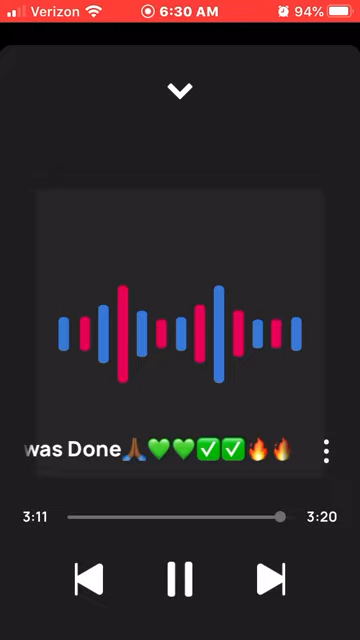 Verizon 6:30 AM 94%
was Done🙏🏾💚💚✅✅🔥🔥
3:11 3:20